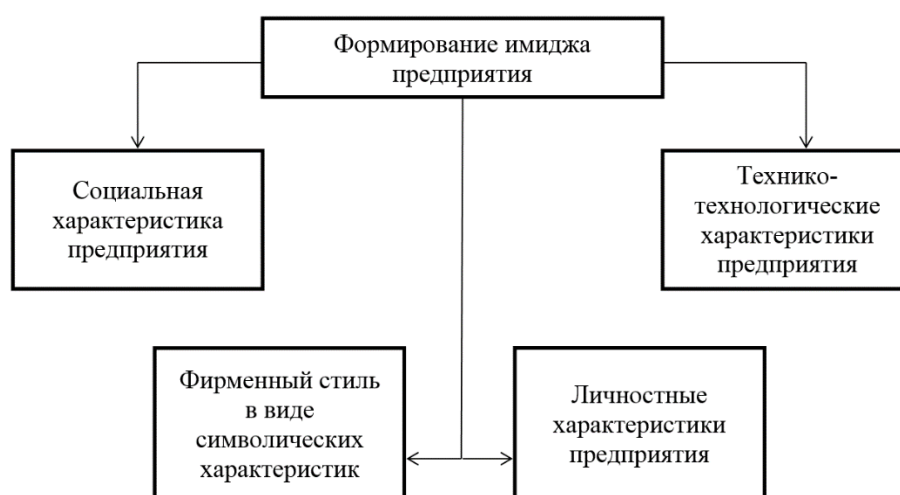 Формирование имиджа
предприятия
Социальная
характеристика
предприятия
Технико-
технологические
характеристики
предприятия
Фирменный стиль
в виде
символических
характеристик
Личностные
характеристики
предприятия